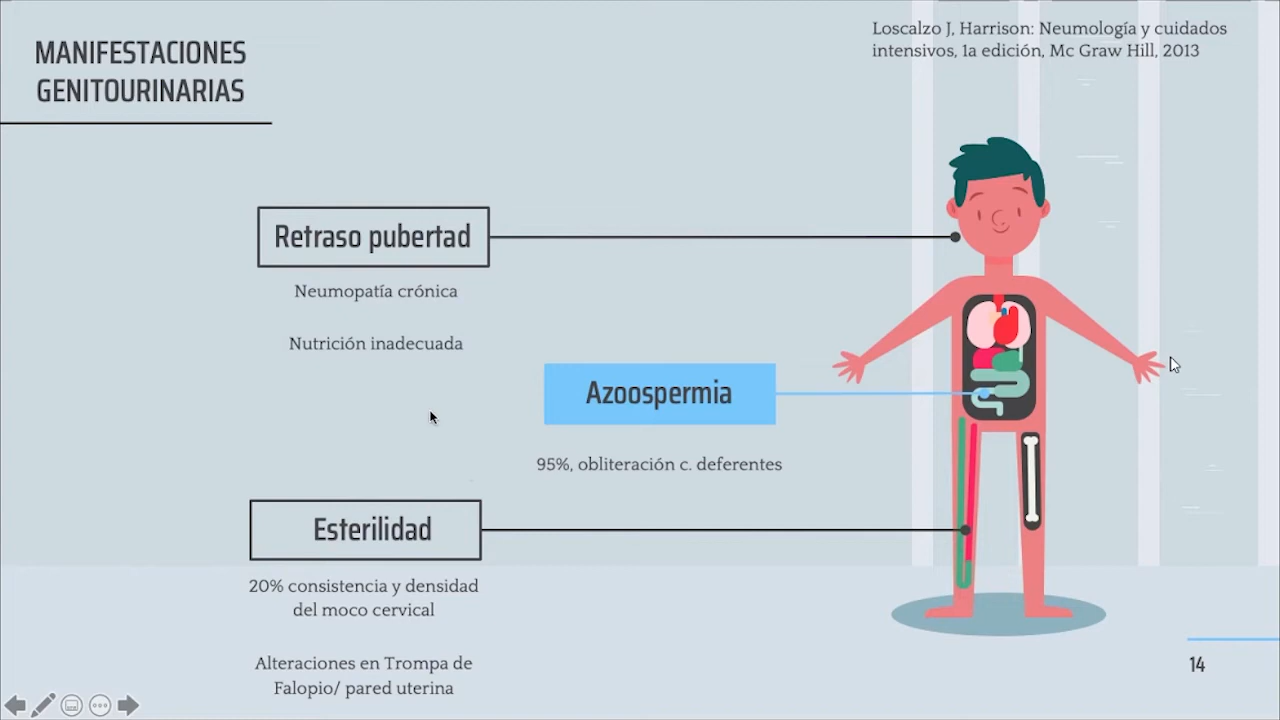 MANIFESTACIONES
GENITOURINARIAS
Loscalzo J, Harrison: Neumología y cuidados
intensivos, 1a edición, Mc Graw Hill, 2013
Retraso pubertad
Neumopatía crónica
Nutrición inadecuada
Azoospermia
95%, obliteración c. deferentes
Esterilidad
20% consistencia y densidad
del moco cervical
Alteraciones en Trompa de
Falopio/ pared uterina
14